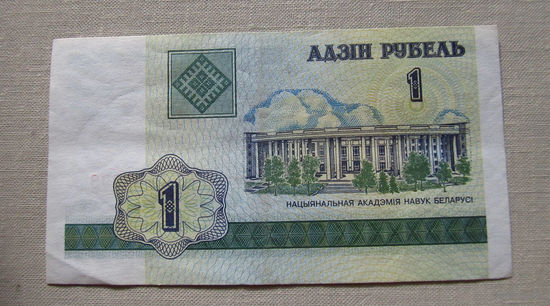 АДЗІН РУБЕЛЬ
1
НАЦЫЯНАЛЬНАЯ АКАДЭМІЯ НАВУК БЕЛАРУСІ
1